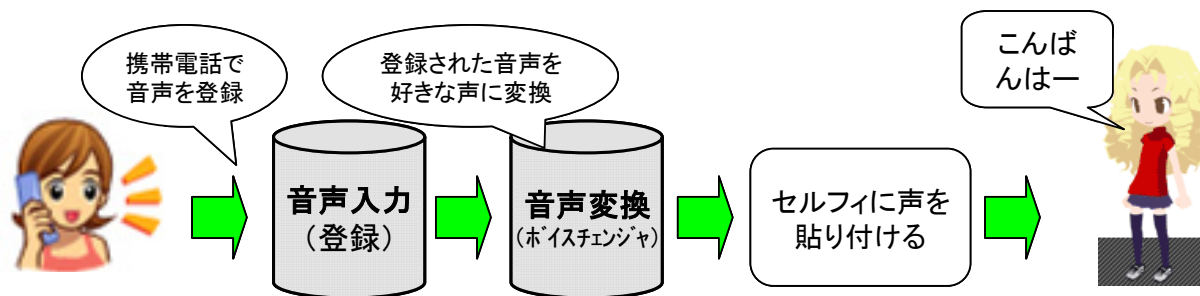 携帯電話で
音声を登録
登録された音声を
好きな声に変換
こんば
んはー
音声入力
（登録）
音声変換
（ﾎﾞｲｽﾁｪﾝｼﾞｬ）
セルフィに声を
貼り付ける